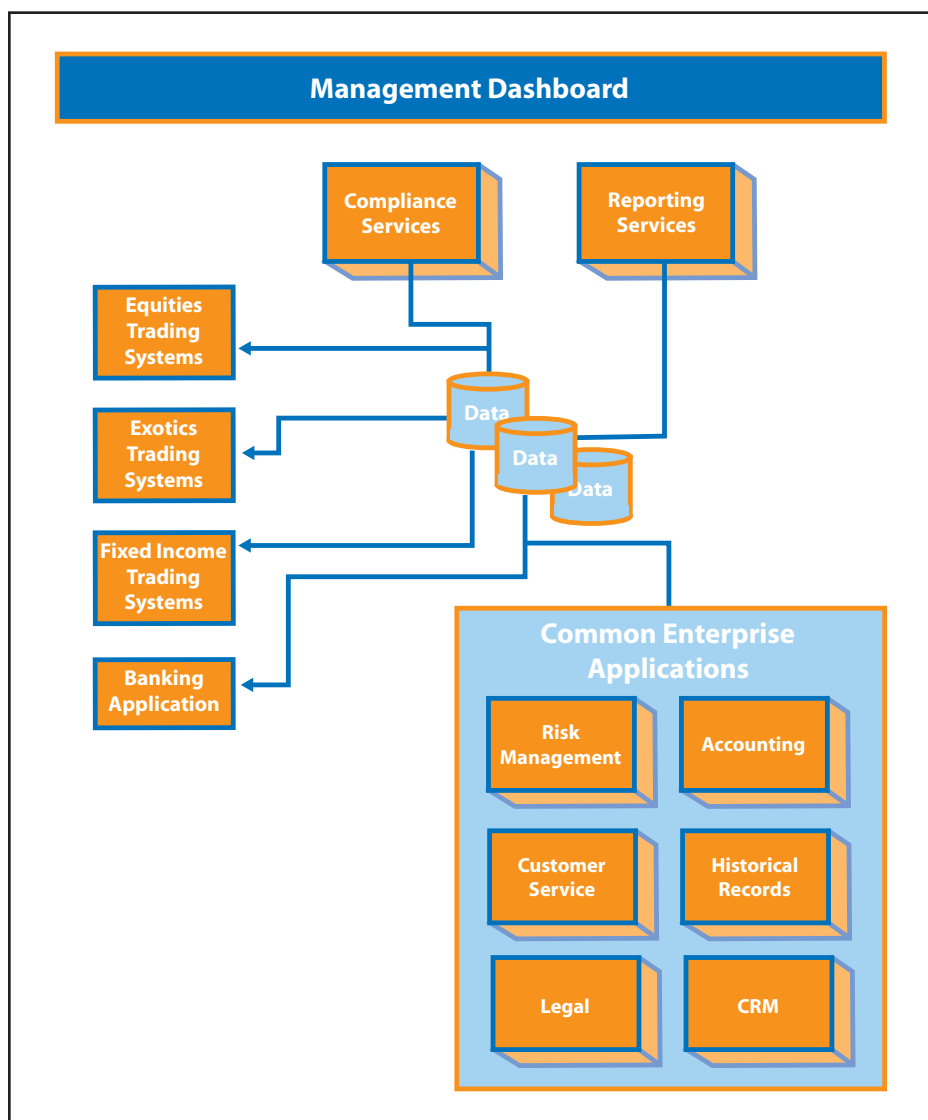 Management Dashboard
Compliance
Services
Reporting
Services
Equities
Trading
Systems
Exotics
Trading
Systems
Fixed Income
Trading
Systems
Banking
Application
Data
Data
Data
Common Enterprise
Applications
Risk
Management
Accounting
Customer
Service
Historical
Records
Legal
CRM